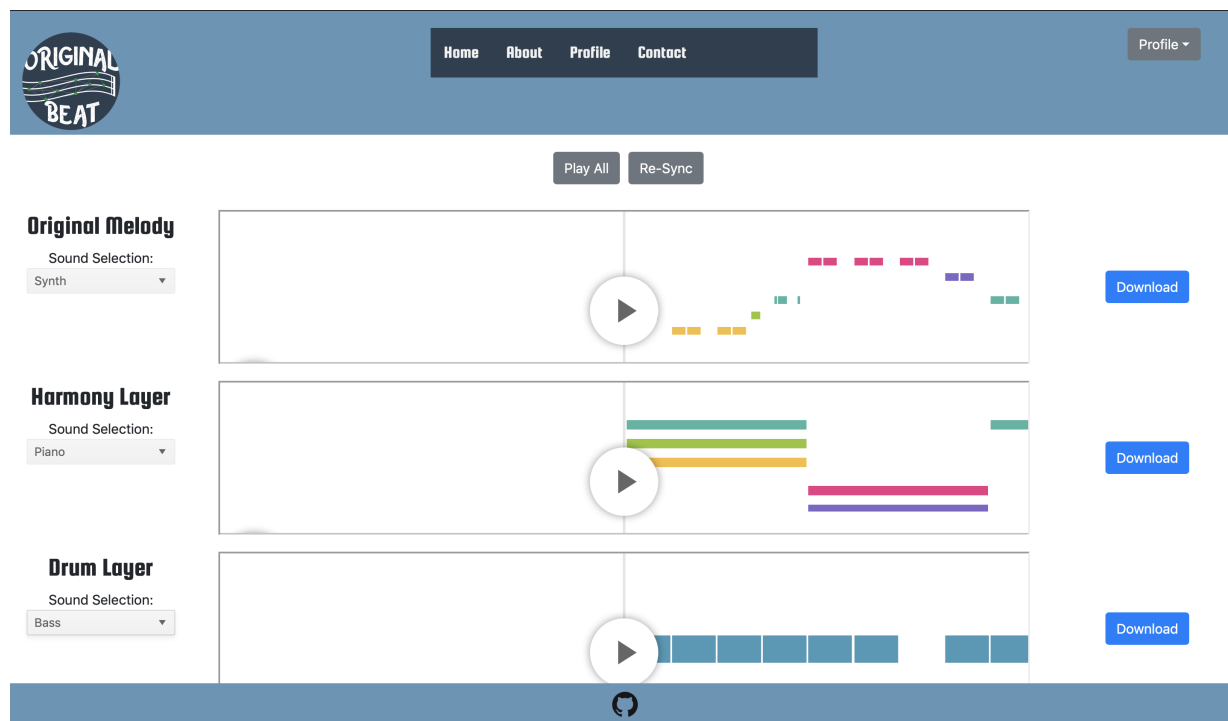 ORIGINAL
BEAT
Home About Profile Contact
Profile
Play All Re-Sync
Original Melody
Sound Selection:
Synth
Download
Harmony Layer
Sound Selection:
Piano
Download
Drum Layer
Sound Selection:
Bass
Download